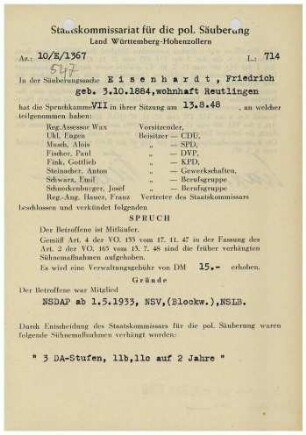 Staatskommissariat für die pol. Säuberung
Land Württemberg-Hohenzollern
Az.: 10/E/1367 L.: 714
547
In der Säuberungssache Eisenhardt, Friedrich
geb. 3.10.1884, wohnhaft Reutlingen
hat die Spruchkammer VII in ihrer Sitzung am 13.8.48 , an welcher
teilgenommen haben:
Reg.Assessor Wax Vorsitzender,
Uhl, Eugen Beisitzer — CDU,
Musch, Alois „ — SPD,
Fischer, Paul „ — DVP,
Fink, Gottlieb „ — KPD,
Steinacher, Anton „ — Gewerkschaften,
Schwarz, Emil „ — Berufsgruppe
Schneckenburger, Josef „ — Berufsgruppe
Reg.-Ang. Hauer, Franz Vertreter des Staatskommissars
beschlossen und verkündet folgenden
SPRUCH
Der Betroffene ist Mitläufer.
Gemäß Art. 4 der VO. 133 vom 17. 11. 47 in der Fassung des
Art. 2 der VO. 165 vom 13. 7. 48 sind die früher verhängten
Sühnemaßnahmen aufgehoben.
Es wird eine Verwaltungsgebühr von DM 15.- erhoben.
Gründe
Der Betroffene war Mitglied
NSDAP ab 1.5.1933, NSV,(Blockw.),NSLB.
Durch Entscheidung des Staatskommissars für die pol. Säuberung waren
folgende Sühnemaßnahmen verhängt worden:
" 3 DA-Stufen, 11b,11c auf 2 Jahre "